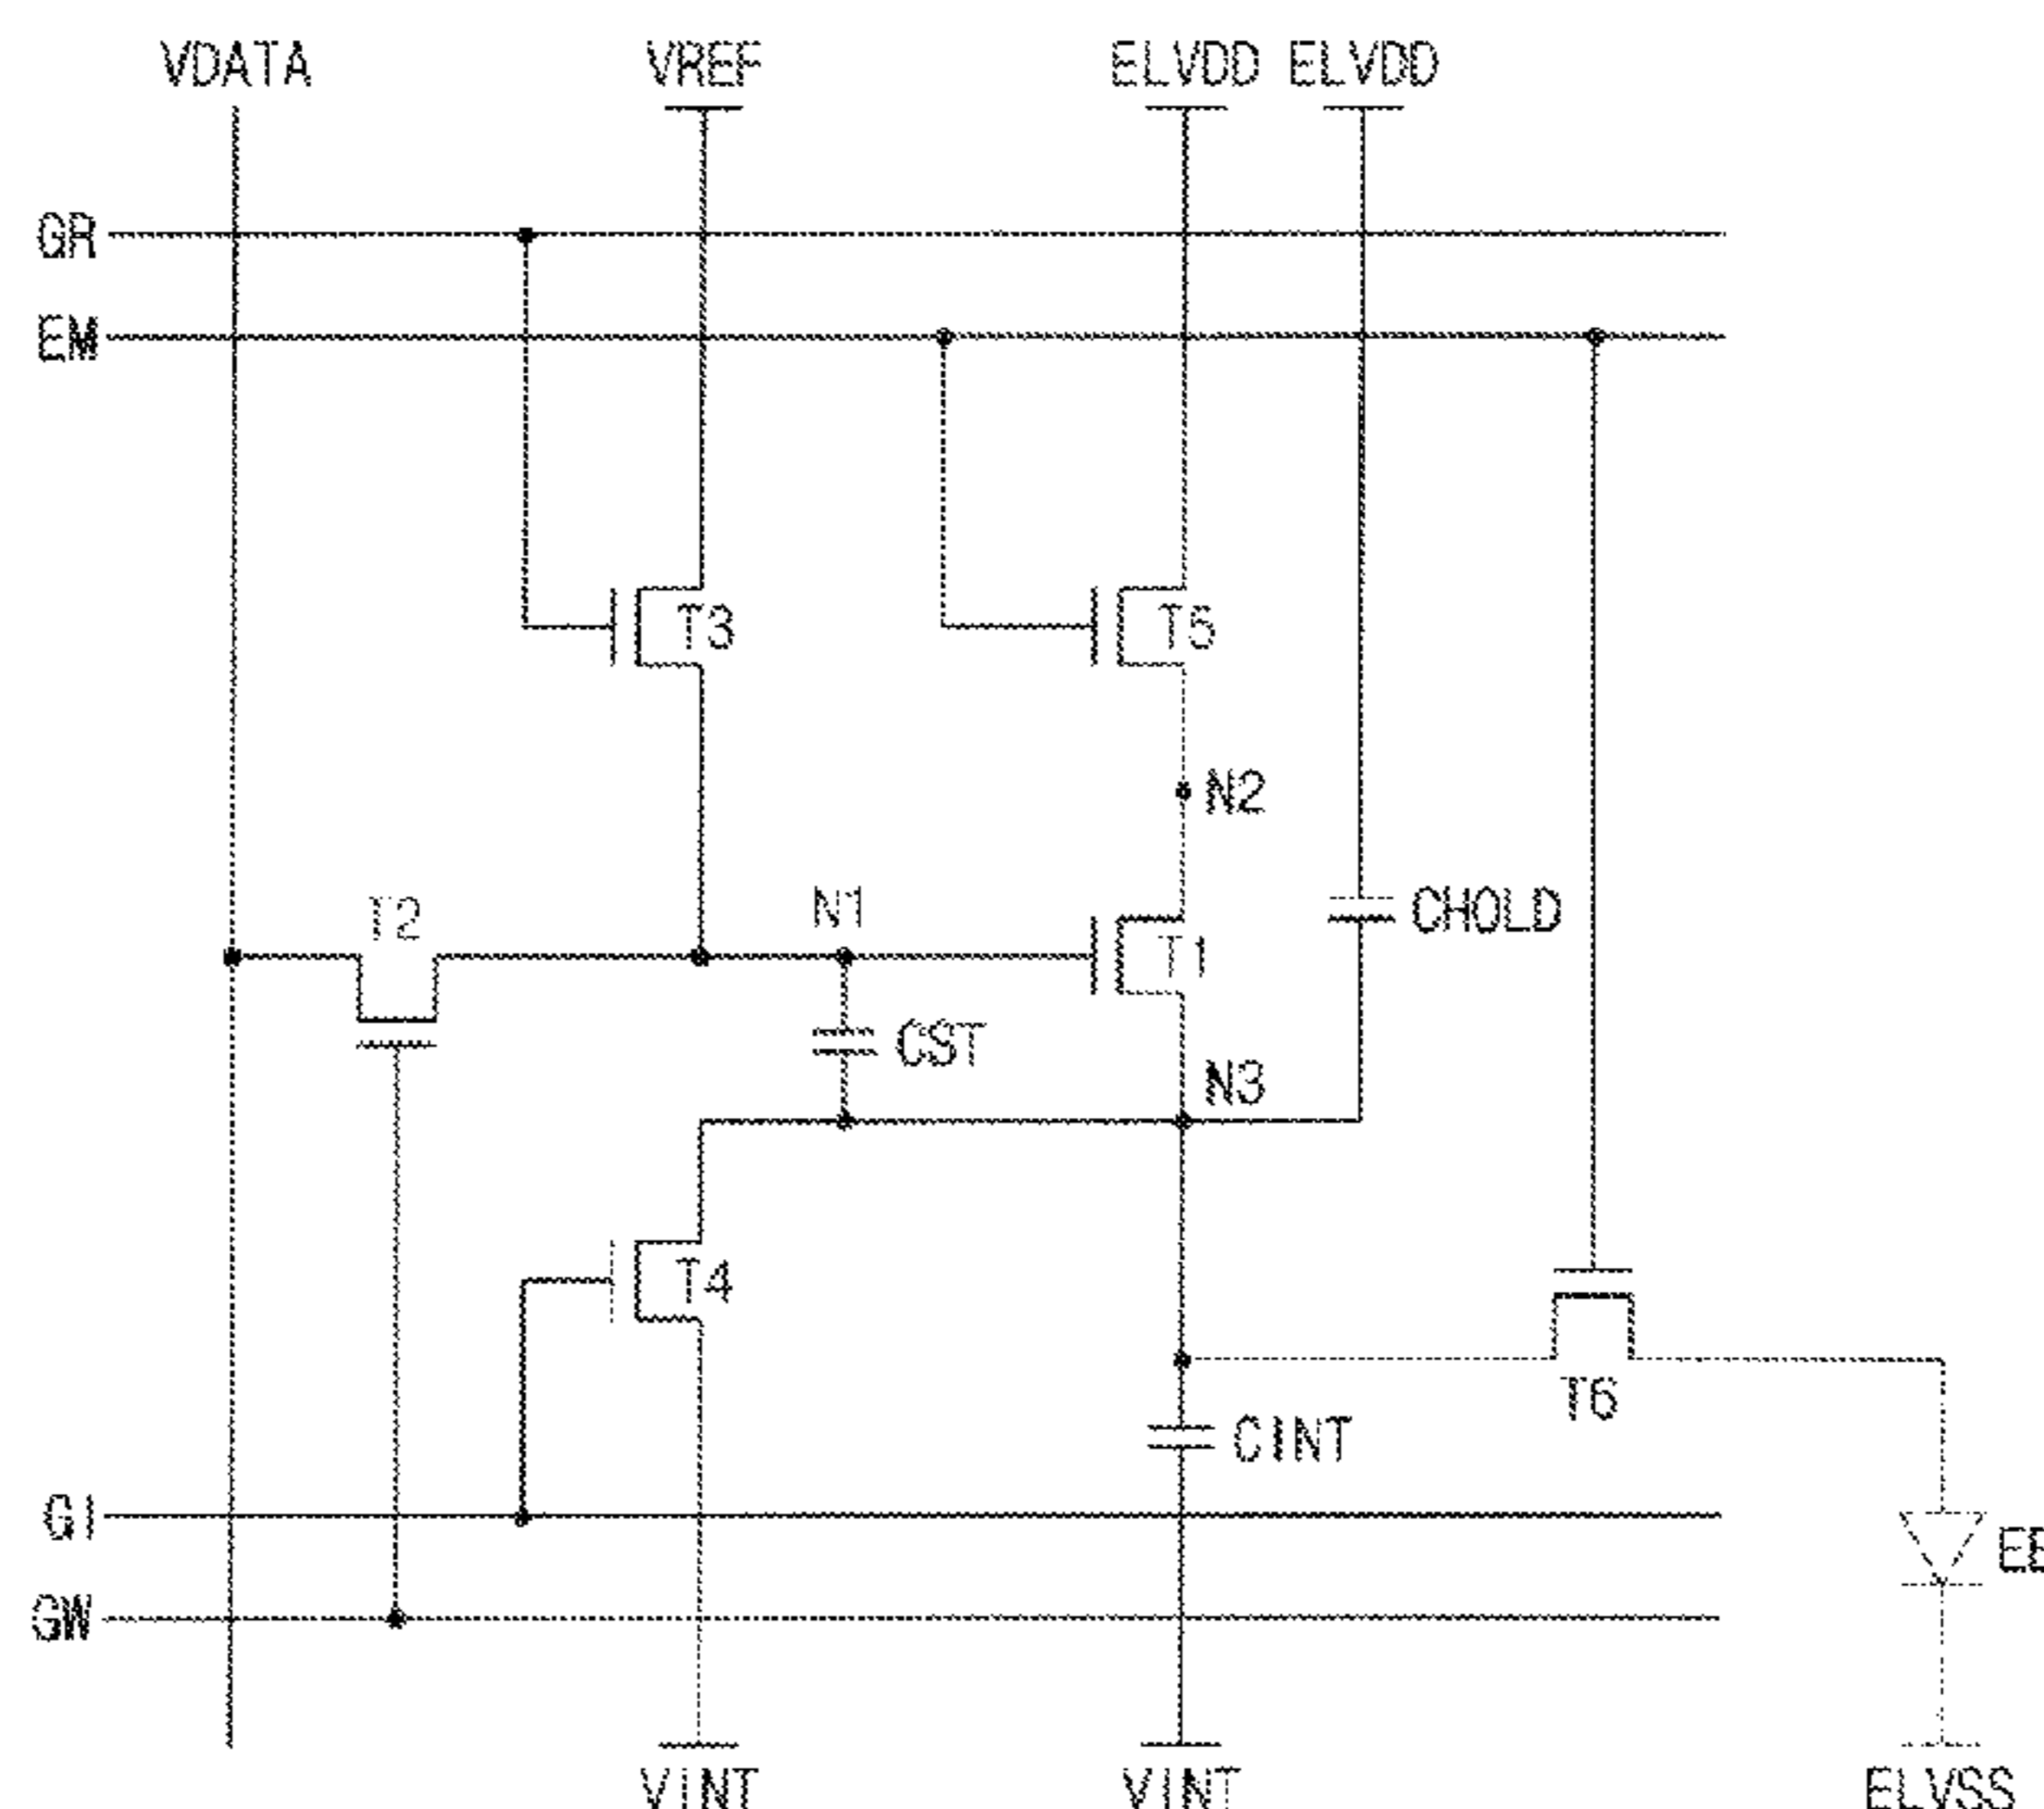 VDATA VREF ELVDD ELVDD
GR
EM
T3 T5
N2
T2 N1 CHOLD
T1
CST
N3
T4
T6
CINT
GI
EE
GW
VINT VINT ELVSS